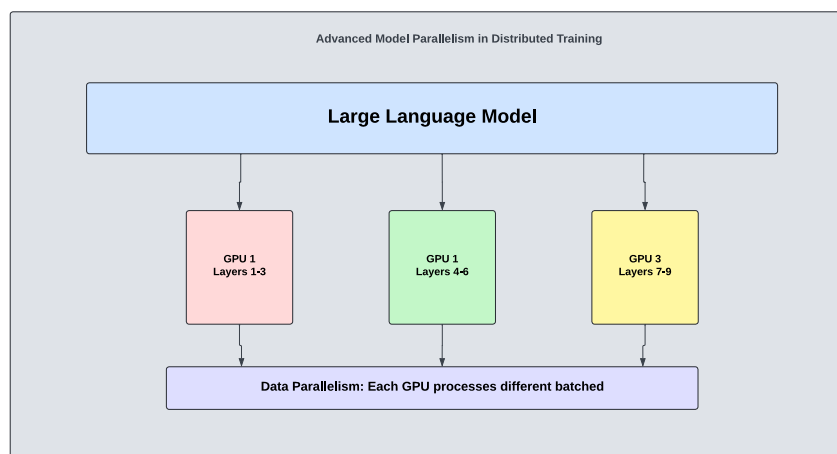 Advanced Model Parallelism in Distributed Training
Large Language Model
GPU 1
Layers 1-3
GPU 1
Layers 4-6
GPU 3
Layers 7-9
Data Parallelism: Each GPU processes different batched